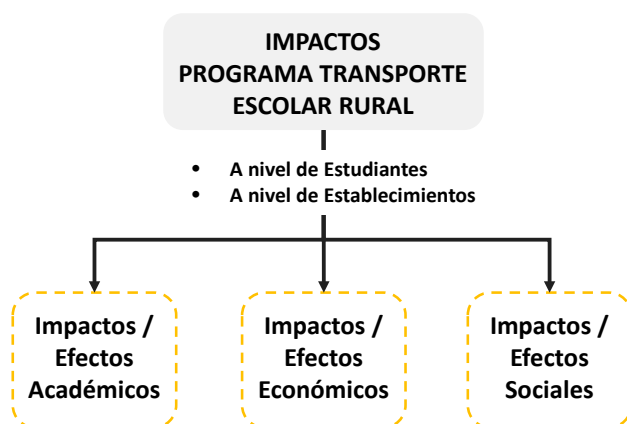 IMPACTOS
PROGRAMA TRANSPORTE
ESCOLAR RURAL
• A nivel de Estudiantes
• A nivel de Establecimientos
Impactos /
Efectos
Académicos
Impactos /
Efectos
Económicos
Impactos /
Efectos
Sociales